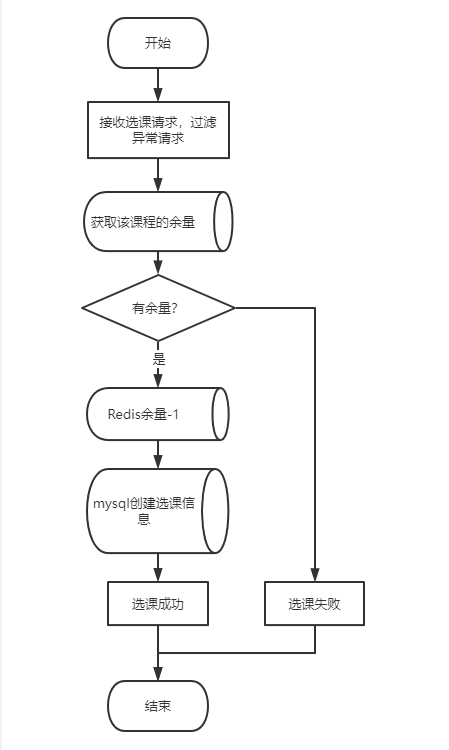 开始
接收选课请求，过滤
异常请求
获取该课程的余量
有余量？
是
Redis余量-1
mysql创建选课信
息
选课成功
选课失败
结束